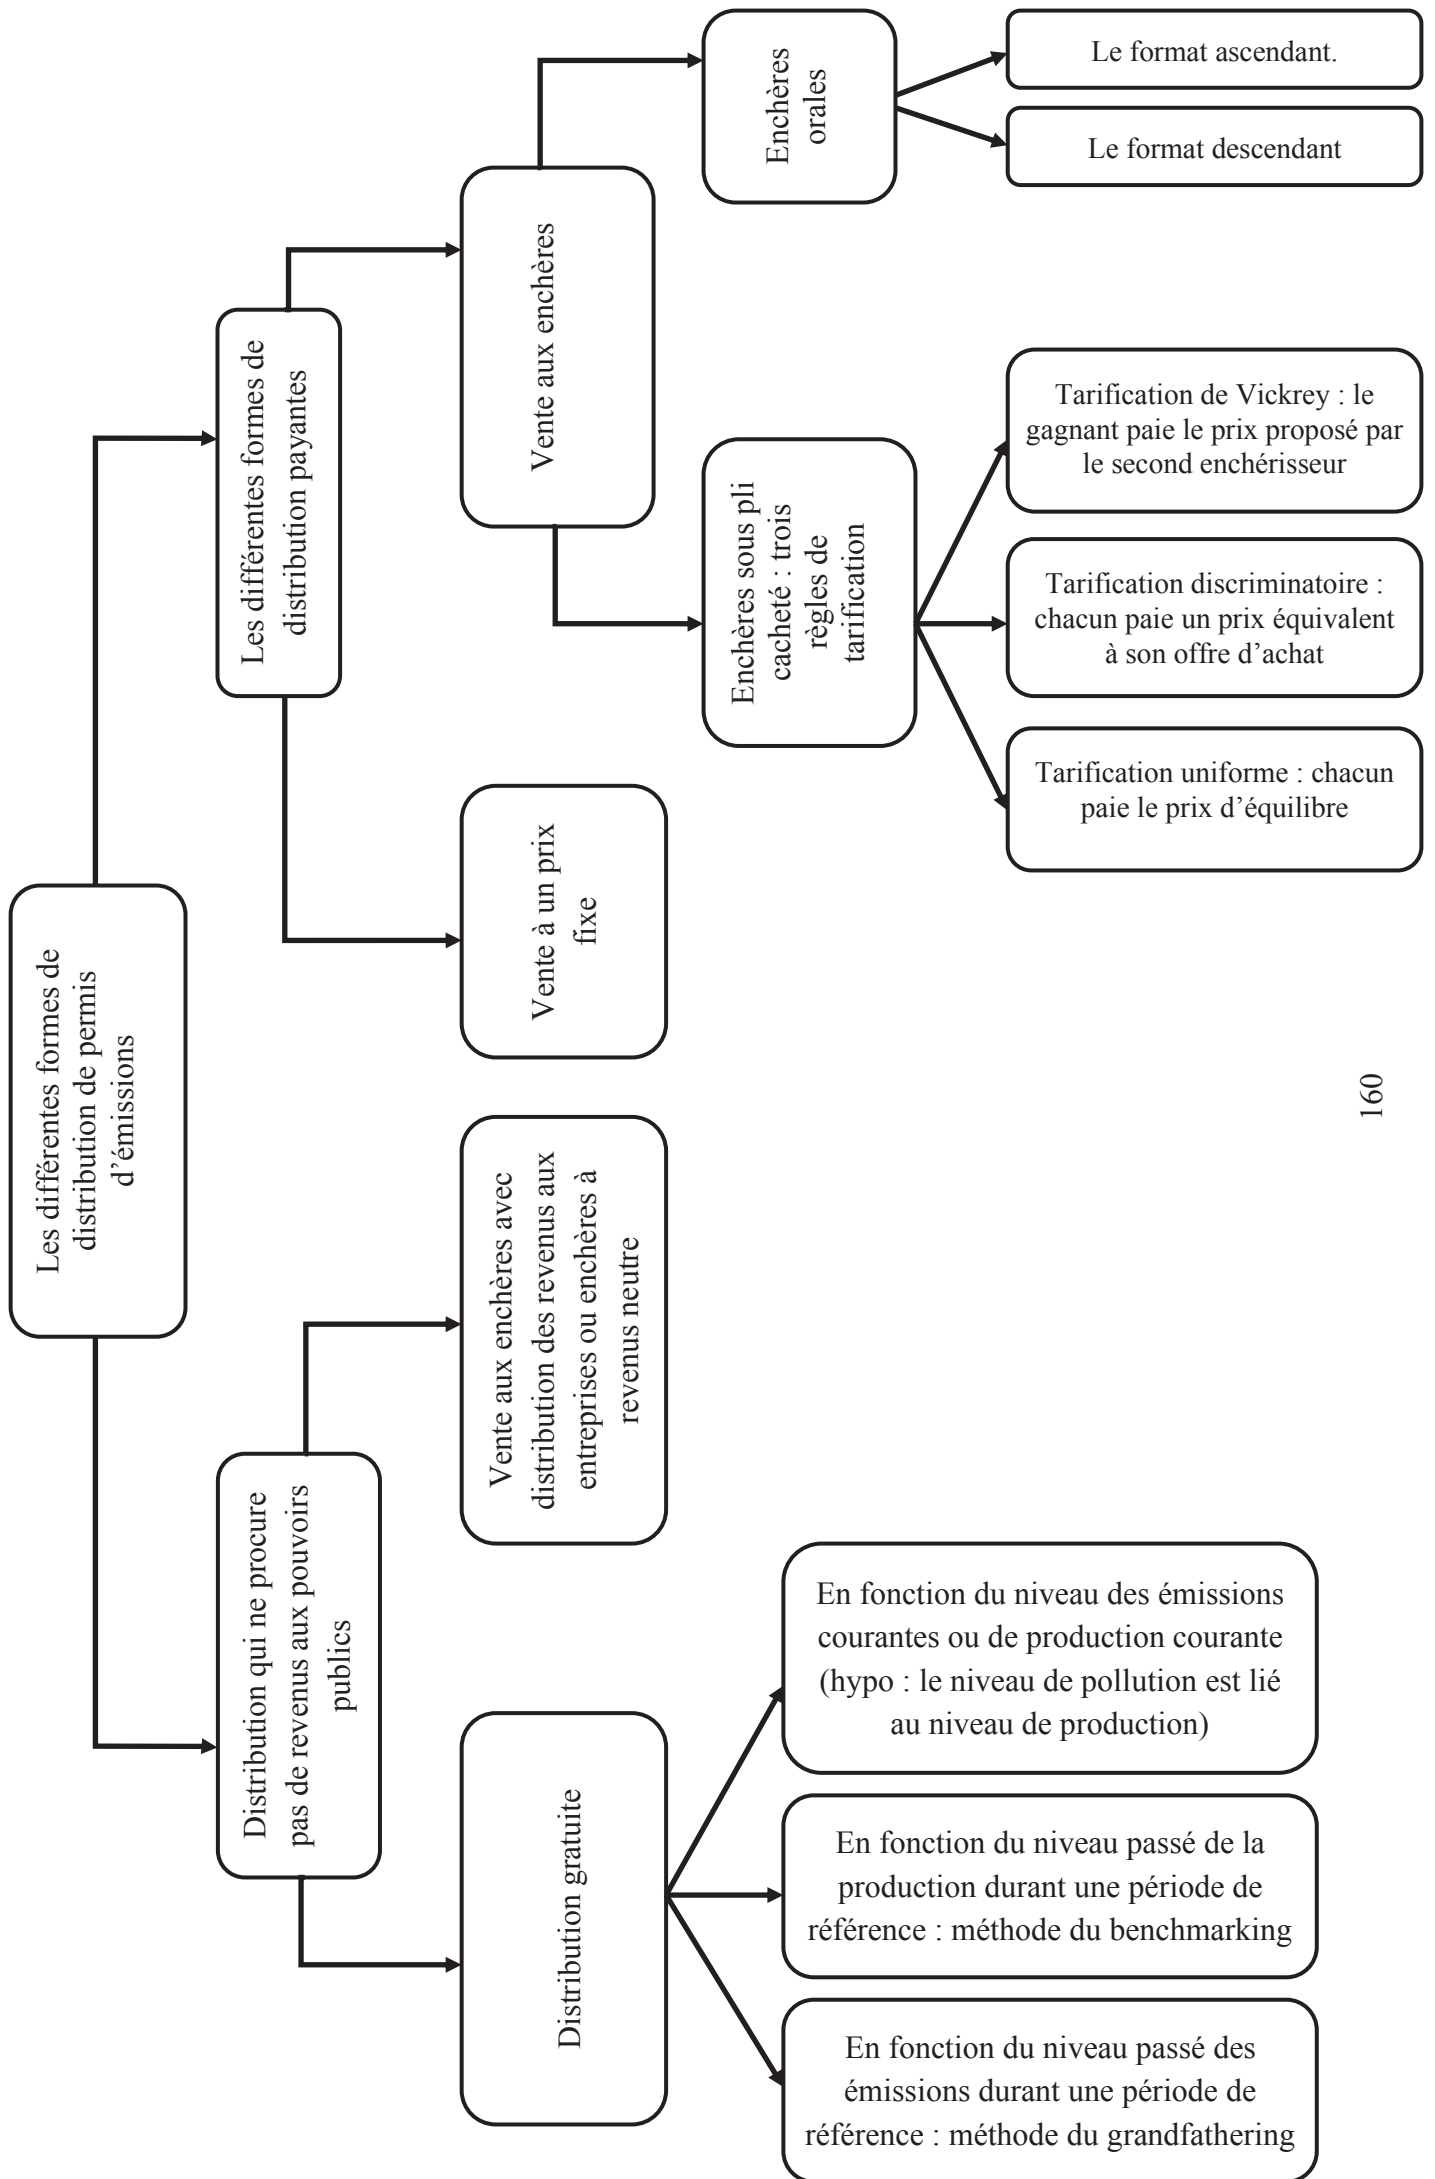 Les différentes formes de
distribution de permis
d'émissions
Distribution qui ne procure
pas de revenus aux pouvoirs
publics
Les différentes formes de
distribution payantes
Distribution gratuite
Vente aux enchères avec
distribution des revenus aux
entreprises ou enchères à
revenus neutre
Vente à un prix
fixe
Vente aux enchères
En fonction du niveau passé des
émissions durant une période de
référence : méthode du grandfathering
En fonction du niveau passé de la
production durant une période de
référence : méthode du benchmarking
En fonction du niveau des émissions
courantes ou de production courante
(hypo : le niveau de pollution est lié
au niveau de production)
Enchères sous pli
cacheté : trois
règles de
tarification
Enchères
orales
Tarification uniforme : chacun
paie le prix d'équilibre
Tarification discriminatoire :
chacun paie un prix équivalent
à son offre d'achat
Tarification de Vickrey : le
gagnant paie le prix proposé par
le second enchérisseur
Le format descendant
Le format ascendant.
160